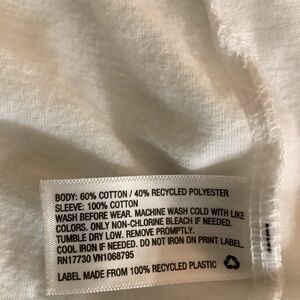 BODY: 60% COTTON / 40% RECYCLED POLYESTER
SLEEVE: 100% COTTON
WASH BEFORE WEAR. MACHINE WASH COLD WITH LIKE
COLORS. ONLY NON-CHLORINE BLEACH IF NEEDED.
TUMBLE DRY LOW. REMOVE PROMPTLY.
COOL IRON IF NEEDED. DO NOT IRON ON PRINT_LABEL_
RN17730 VN1068795
LABEL MADE FROM 100% RECYCLED PLASTIC